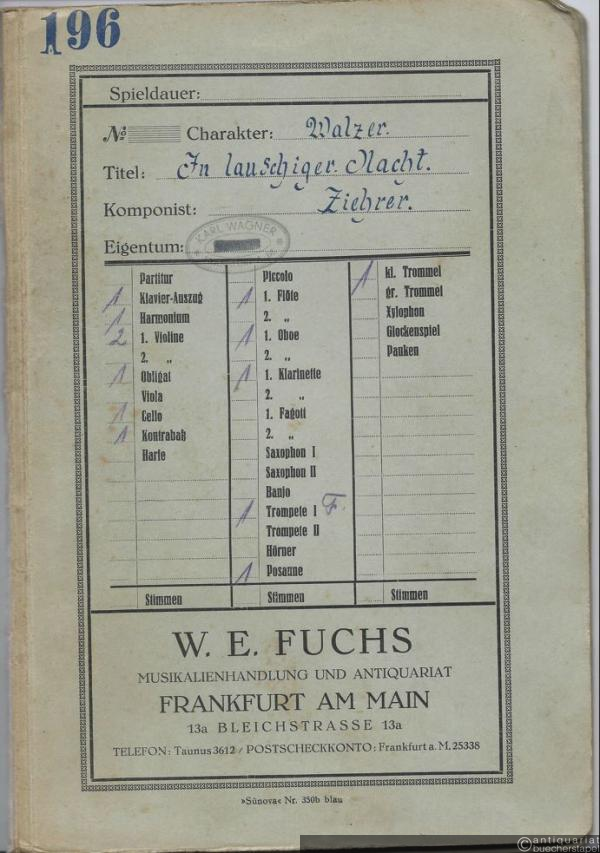 196
Spieldauer:
№ Charakter: Walzer.
Titel: In lauschiger Nacht.
Komponist: Ziehrer.
Eigentum:
KARL WAGNER
Partitur
1 Klavier-Auszug
1 Harmonium
2 1. Violine
2. „
1 Obligat
Viola
1 Cello
1 Kontrabaß
Harfe
Stimmen
Piccolo
1 1. Flöte
2. „
1 1. Oboe
2. „
1 1. Klarinette
2. „
1. Fagott
2. „
Saxophon I
Saxophon II
Banjo
1 Trompete I F.
Trompete II
Hörner
1 Posaune
Stimmen
1 kl. Trommel
gr. Trommel
Xylophon
Glockenspiel
Pauken
Stimmen
W. E. FUCHS
MUSIKALIENHANDLUNG UND ANTIQUARIAT
FRANKFURT AM MAIN
13a BLEICHSTRASSE 13a
TELEFON: Taunus 3612 / POSTSCHECKKONTO: Frankfurt a. M. 25338
»Sünova« Nr. 350b blau
©antiquariat
buecherstapel